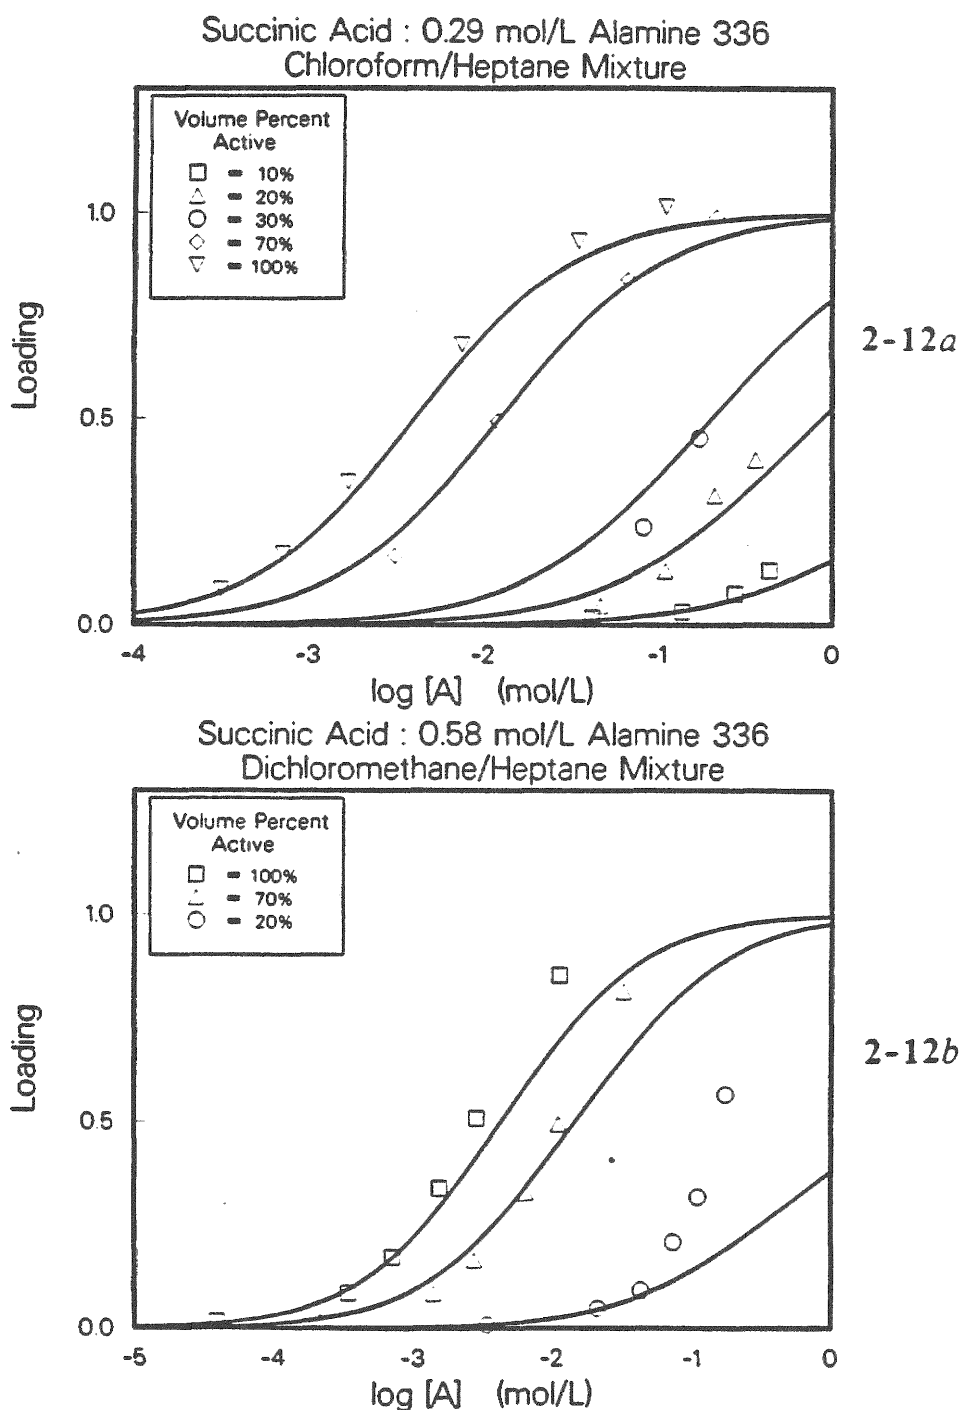 Succinic Acid : 0.29 mol/L Alamine 336
Chloroform/Heptane Mixture
Volume Percent
Active
□ = 10%
△ = 20%
○ = 30%
◇ = 70%
▽ = 100%
1.0
0.5
0.0
Loading
2-12a
-4 -3 -2 -1 0
log [A] (mol/L)
Succinic Acid : 0.58 mol/L Alamine 336
Dichloromethane/Heptane Mixture
Volume Percent
Active
□ = 100%
△ = 70%
○ = 20%
1.0
0.5
0.0
Loading
2-12b
-5 -4 -3 -2 -1 0
log [A] (mol/L)